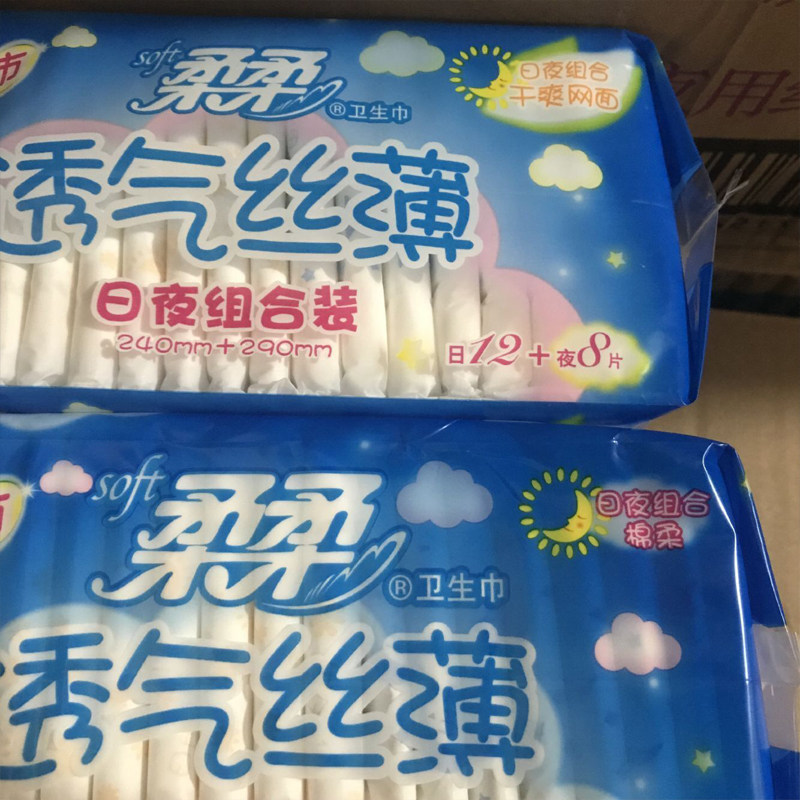 市
soft
柔柔
®卫生巾
日夜组合
干爽网面
透气丝薄
日夜组合装
240mm+290mm
日12+夜8片
soft
柔柔
®卫生巾
日夜组合
棉柔
透气丝薄